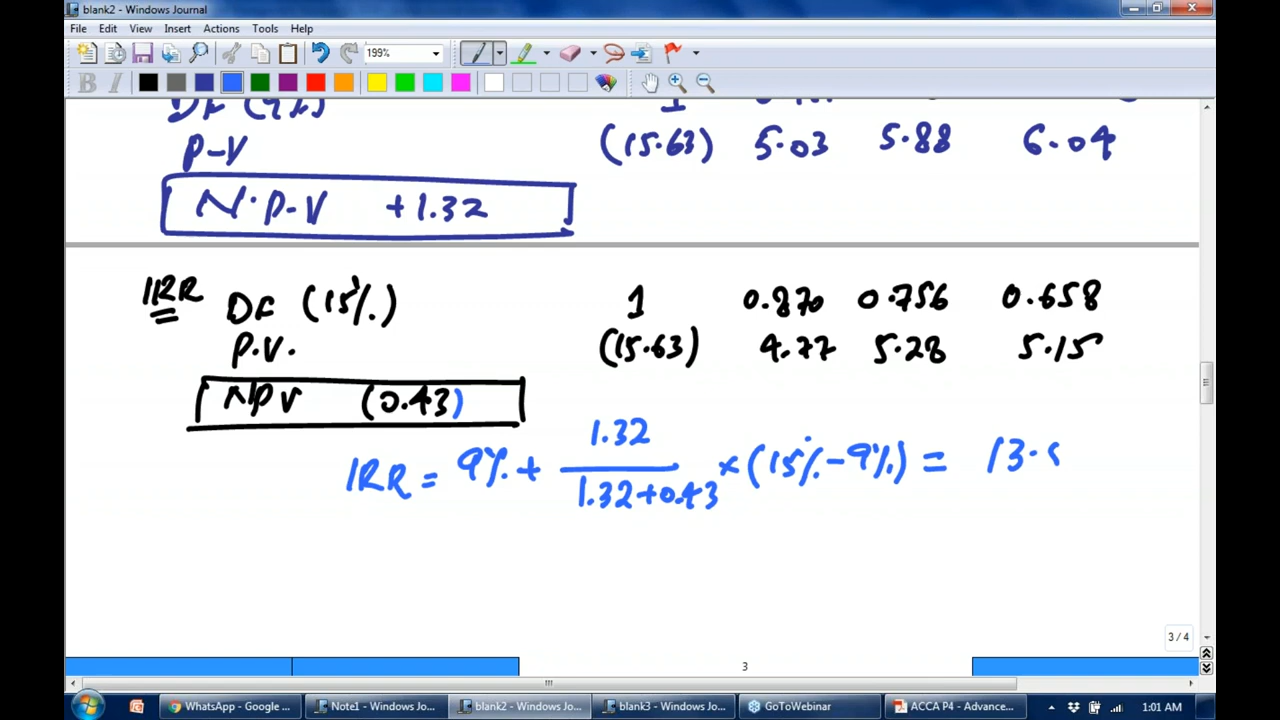 blank2 - Windows Journal
File Edit View Insert Actions Tools Help
199%
B I
DF (9%) 1
P-V (15.63) 5.03 5.88 6.04
N.P-V +1.32
IRR DF (15%) 1 0.870 0.756 0.658
P.V. (15.63) 4.77 5.28 5.15
NPV (0.43)
IRR = 9% + 1.32 / 1.32+0.43 × (15%-9%) = 13.
3 / 4
3
WhatsApp - Google ... Note1 - Windows Jo... blank2 - Windows Jo... blank3 - Windows Jo... GoToWebinar ACCA P4 - Advance... 1:01 AM